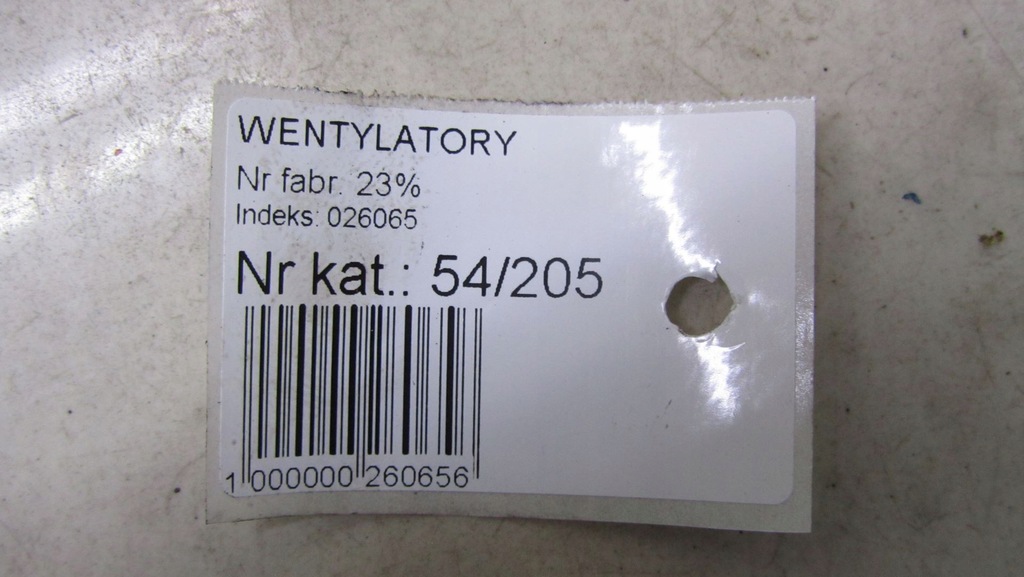 WENTYLATORY
Nr fabr. 23%
Indeks: 026065
Nr kat.: 54/205
1 000000 260656